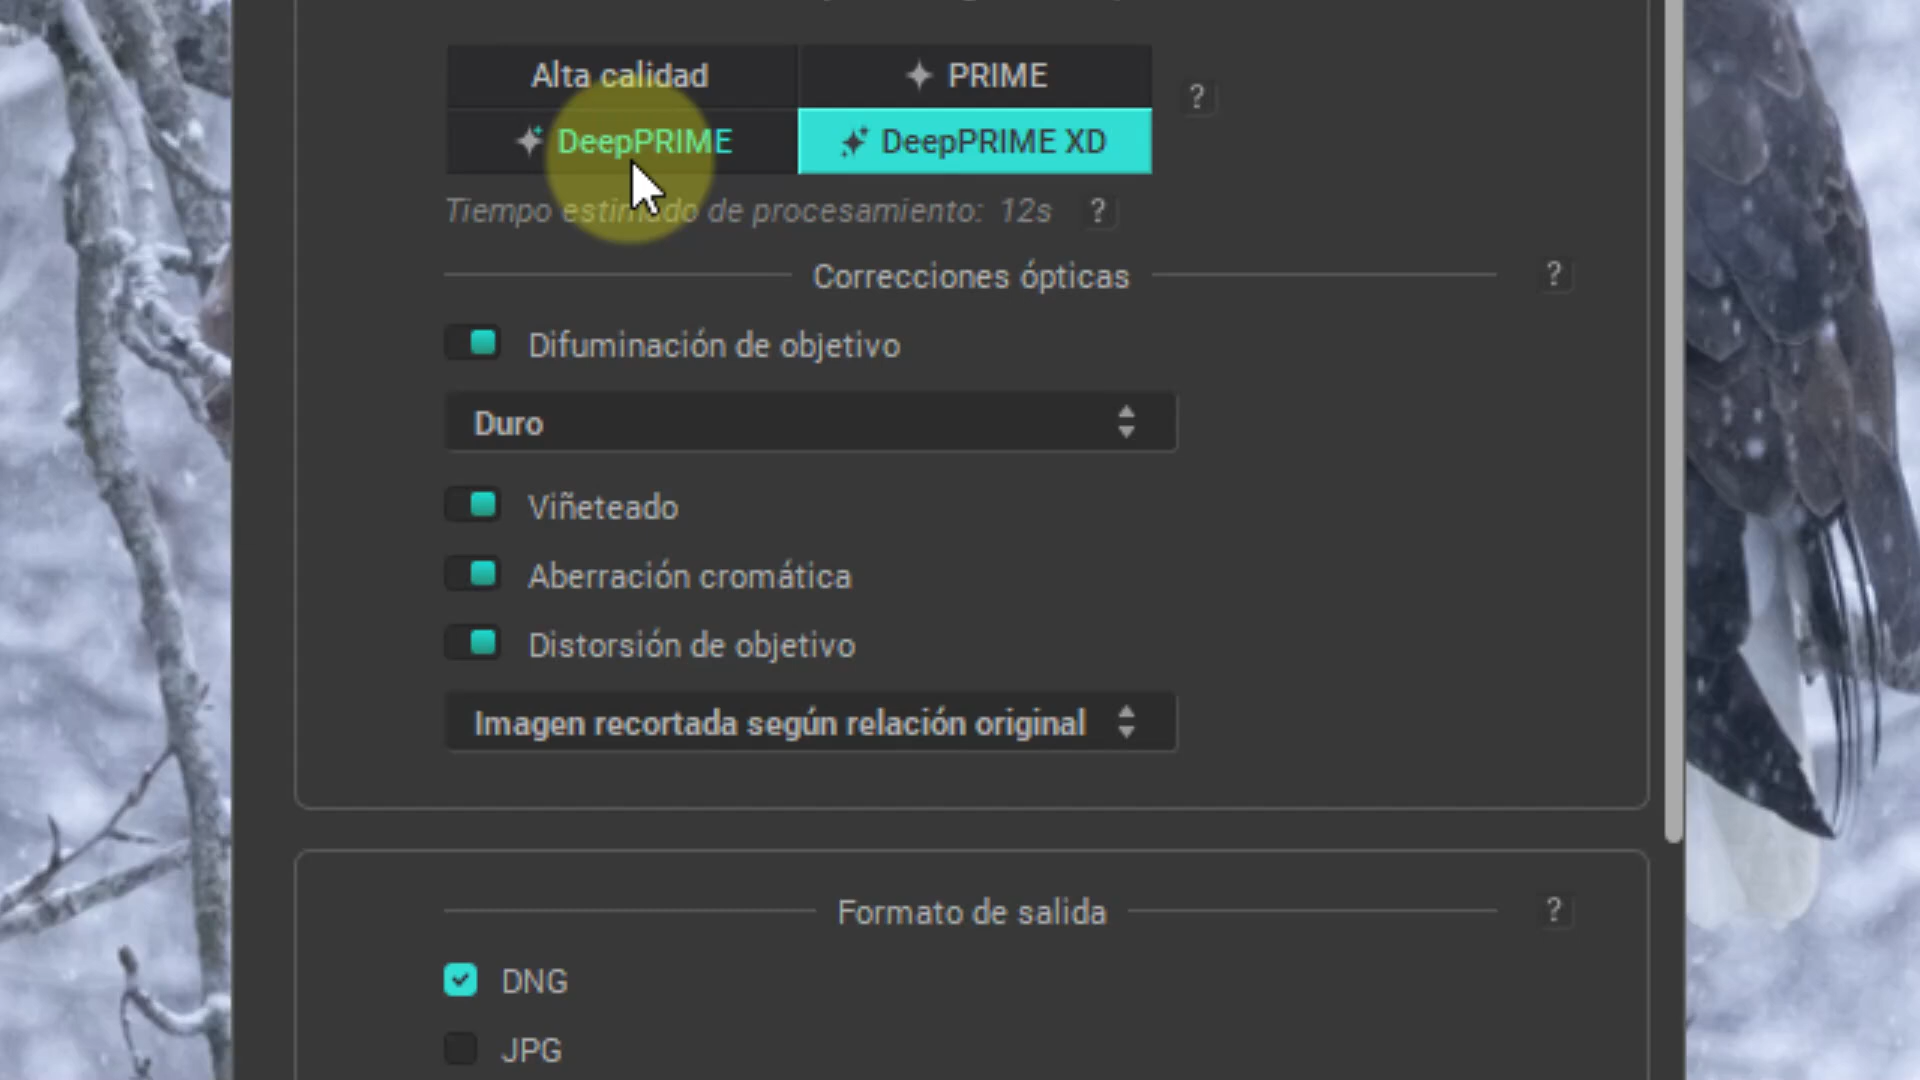 Alta calidad
PRIME
?
DeepPRIME
DeepPRIME XD
Tiempo estimado de procesamiento: 12s ?
Correcciones ópticas ?
Difuminación de objetivo
Duro
Viñeteado
Aberración cromática
Distorsión de objetivo
Imagen recortada según relación original
Formato de salida ?
DNG
JPG